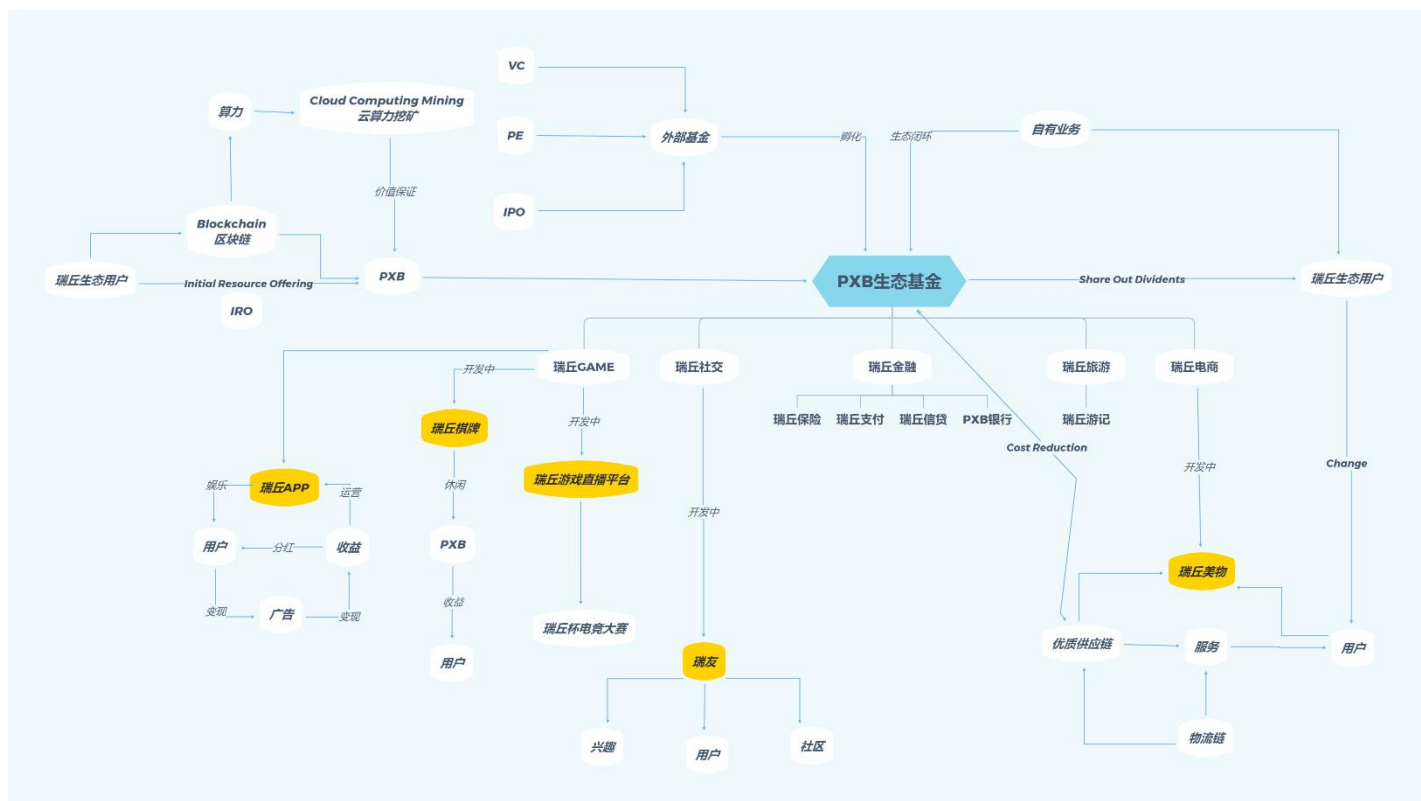 VC
算力
Cloud Computing Mining
云算力挖矿
PE
外部基金
孵化
生态闭环
自有业务
价值保证
IPO
Blockchain
区块链
瑞丘生态用户
Initial Resource Offering
IRO
PXB
PXB生态基金
Share Out Dividents
瑞丘生态用户
瑞丘GAME
瑞丘社交
瑞丘金融
瑞丘旅游
瑞丘电商
开发中
瑞丘保险
瑞丘支付
瑞丘信贷
PXB银行
瑞丘游记
瑞丘棋牌
开发中
Cost Reduction
Change
开发中
瑞丘APP
瑞丘游戏直播平台
娱乐
运营
休闲
开发中
用户
分红
收益
PXB
瑞丘美物
变现
广告
变现
收益
瑞丘杯电竞大赛
用户
瑞友
优质供应链
服务
用户
兴趣
用户
社区
物流链